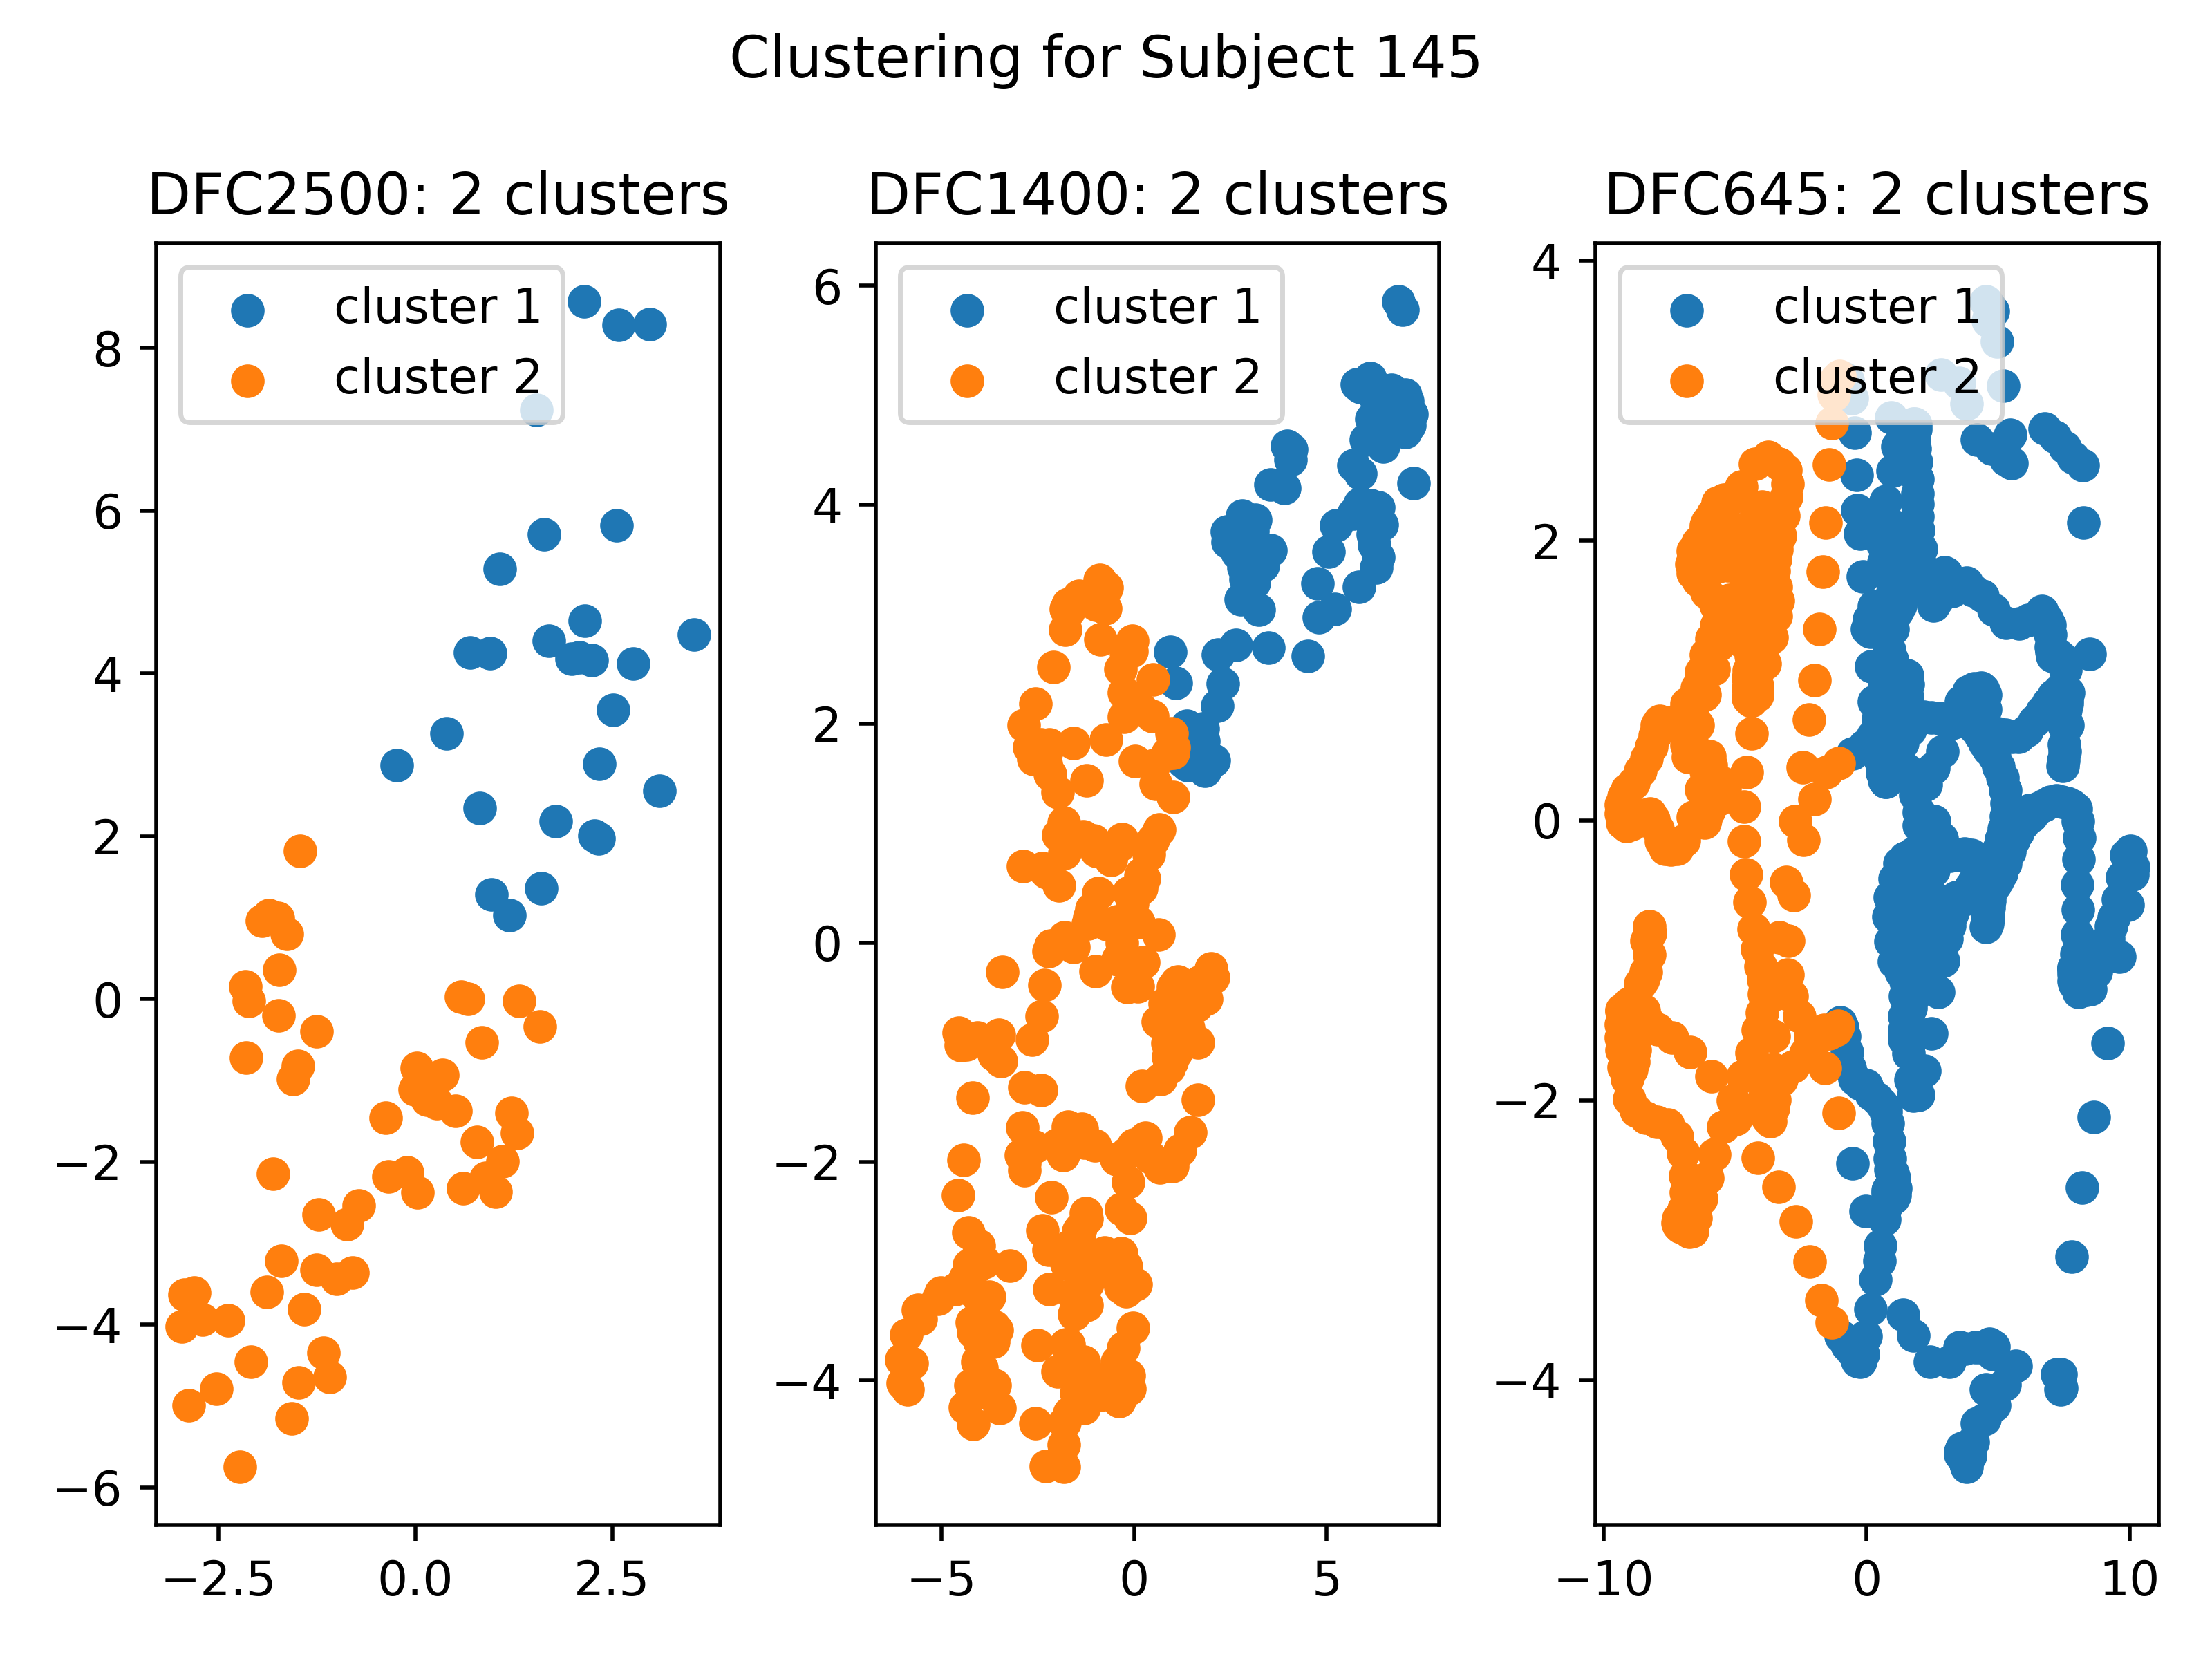 Clustering for Subject 145
DFC2500: 2 clusters
cluster 1
cluster 2
8
6
4
2
0
−2
−4
−6
−2.5 0.0 2.5
DFC1400: 2 clusters
cluster 1
cluster 2
6
4
2
0
−2
−4
−5 0 5
DFC645: 2 clusters
cluster 1
cluster 2
4
2
0
−2
−4
−10 0 10